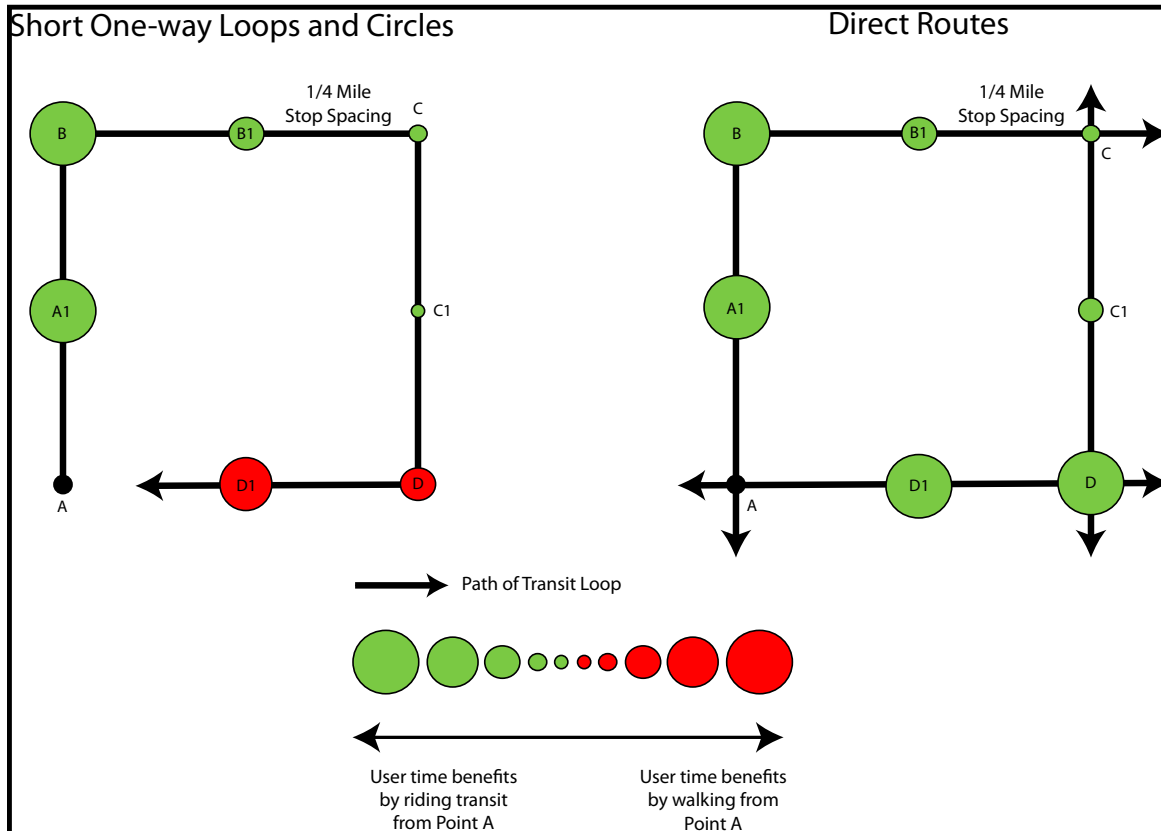 Short One-way Loops and Circles
Direct Routes
1/4 Mile
Stop Spacing
C
B
B1
A1
C1
A
D1
D
1/4 Mile
Stop Spacing
B
B1
C
A1
C1
A
D1
D
Path of Transit Loop
User time benefits
by riding transit
from Point A
User time benefits
by walking from
Point A